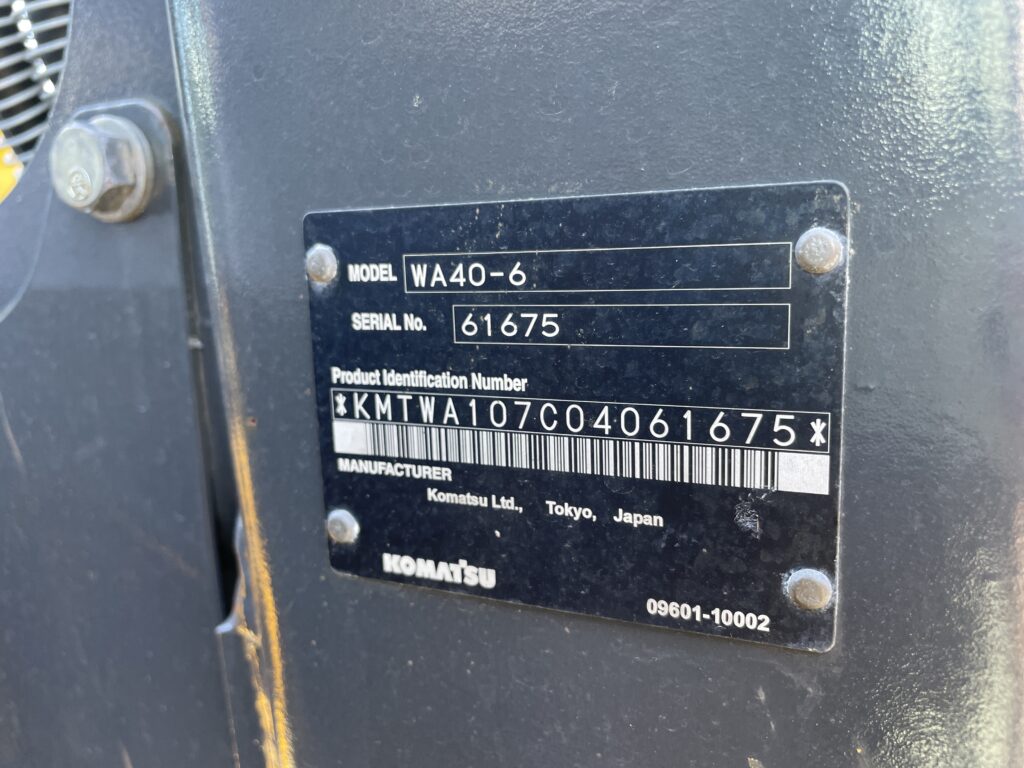 MODEL WA40-6
SERIAL No. 61675
Product Identification Number
*KMTWA107C04061675*
MANUFACTURER
Komatsu Ltd., Tokyo, Japan
KOMATSU
09601-10002